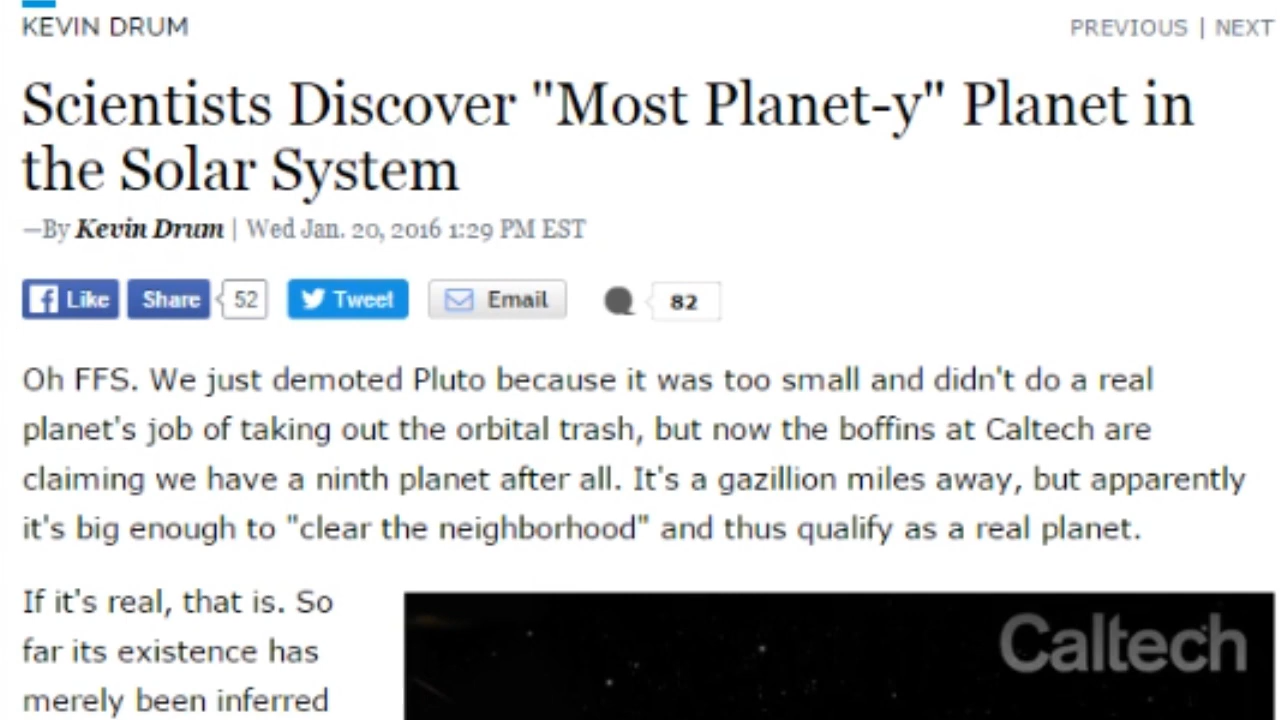 KEVIN DRUM
PREVIOUS | NEXT
Scientists Discover "Most Planet-y" Planet in
the Solar System
—By Kevin Drum | Wed Jan. 20, 2016 1:29 PM EST
Like Share 52 Tweet Email 82
Oh FFS. We just demoted Pluto because it was too small and didn't do a real
planet's job of taking out the orbital trash, but now the boffins at Caltech are
claiming we have a ninth planet after all. It's a gazillion miles away, but apparently
it's big enough to "clear the neighborhood" and thus qualify as a real planet.
If it's real, that is. So
far its existence has
merely been inferred
Caltech